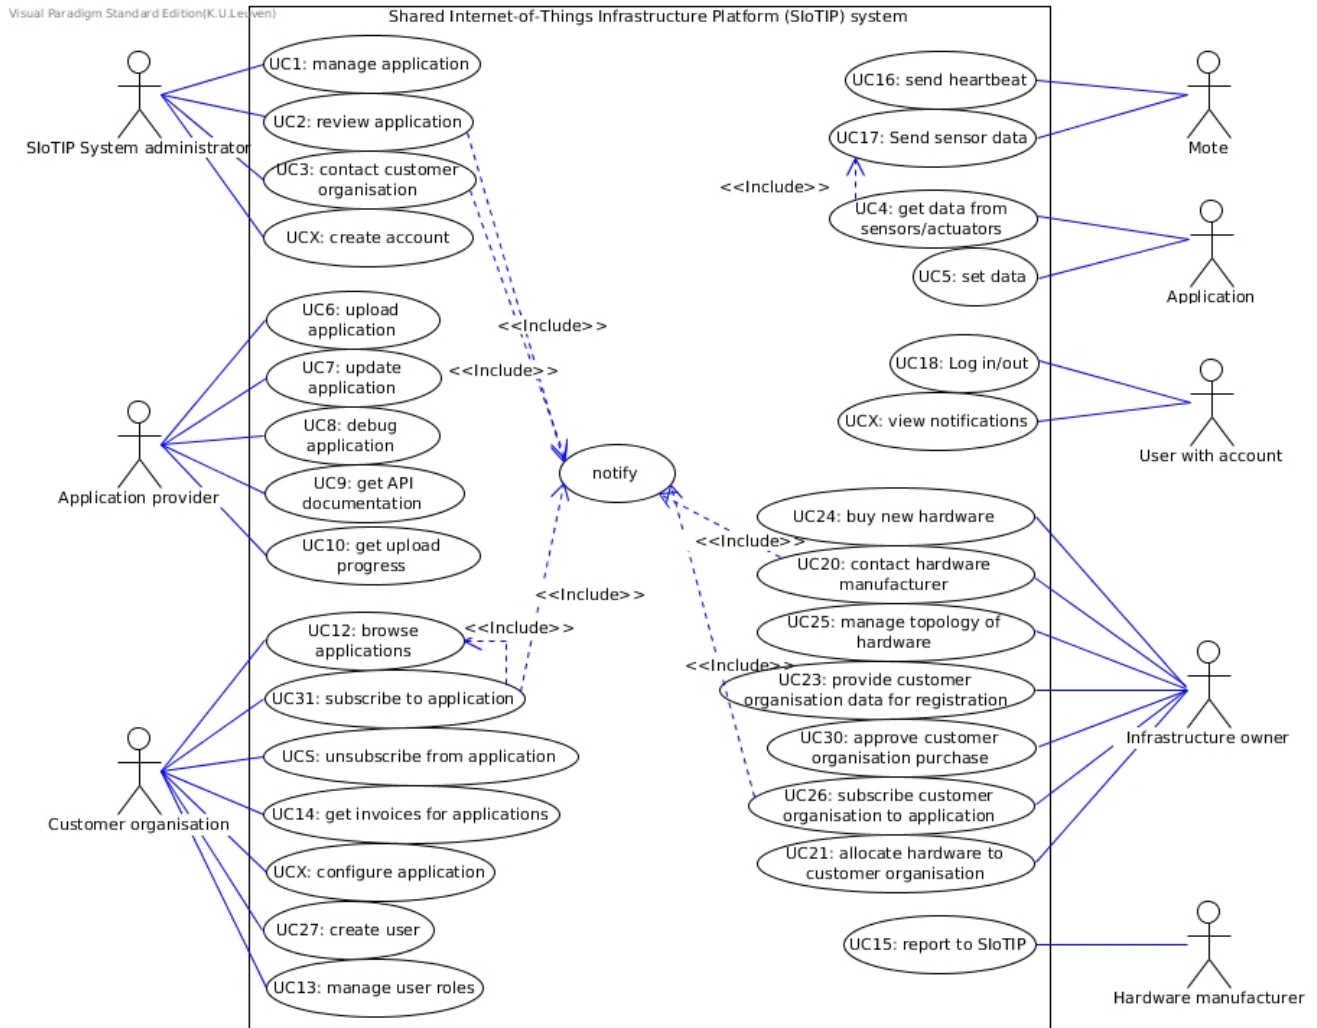 Visual Paradigm Standard Edition(K.U.Leuven)
Shared Internet-of-Things Infrastructure Platform (SIoTIP) system
SIoTIP System administrator
UC1: manage application
UC2: review application
UC3: contact customer
organisation
UCX: create account
Application provider
UC6: upload
application
UC7: update
application
UC8: debug
application
UC9: get API
documentation
UC10: get upload
progress
Customer organisation
UC12: browse
applications
UC31: subscribe to application
UCS: unsubscribe from application
UC14: get invoices for applications
UCX: configure application
UC27: create user
UC13: manage user roles
<<Include>>
<<Include>>
<<Include>>
<<Include>>
notify
<<Include>>
<<Include>>
<<Include>>
UC16: send heartbeat
UC17: Send sensor data
Mote
UC4: get data from
sensors/actuators
UC5: set data
Application
UC18: Log in/out
UCX: view notifications
User with account
UC24: buy new hardware
UC20: contact hardware
manufacturer
UC25: manage topology of
hardware
UC23: provide customer
organisation data for registration
UC30: approve customer
organisation purchase
UC26: subscribe customer
organisation to application
UC21: allocate hardware to
customer organisation
Infrastructure owner
UC15: report to SIoTIP
Hardware manufacturer